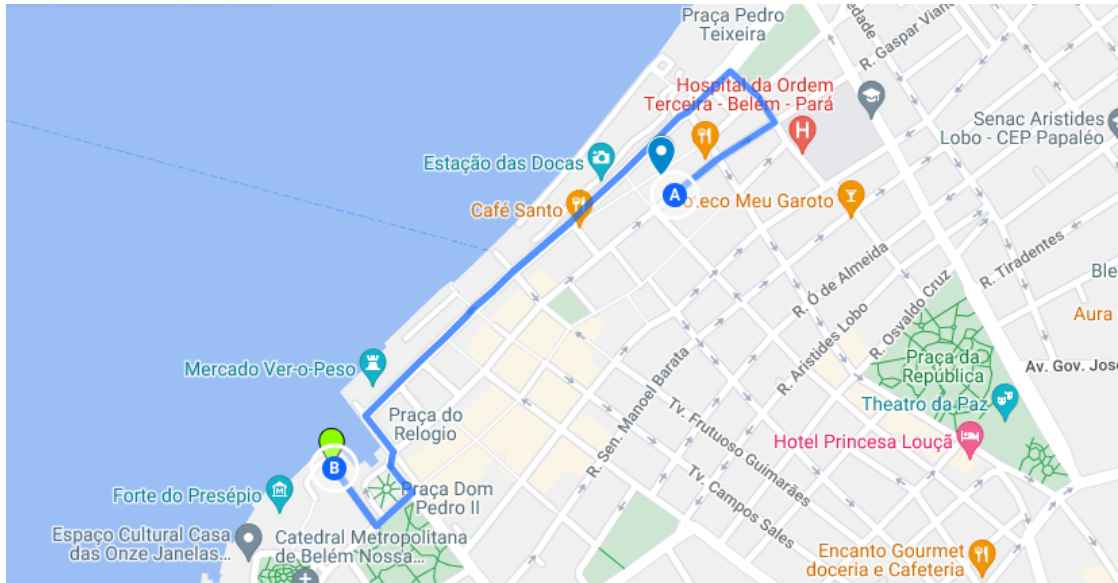 Praça Pedro
Teixeira
R. Gaspar Vian
edade
Hospital da Ordem
Terceira - Belém - Pará
H
Senac Aristides
Lobo - CEP Papaléo
Estação das Docas
A
oteco Meu Garoto
Café Santo
R. Ó de Almeida
R. Tiradentes
R. Osvaldo Cruz
Ble
Aura
R. Aristides Lobo
R. Sen. Manoel Barata
Praça da
República
Av. Gov. José
Mercado Ver-o-Peso
Theatro da Paz
Praça do
Relogio
Tv. Frutuoso Guimarães
Hotel Princesa Louçã
B
Tv. Campos Sales
Forte do Presépio
Praça Dom
Pedro II
Espaço Cultural Casa
das Onze Janelas...
Catedral Metropolitana
de Belém Nossa...
Encanto Gourmet
doceria e Cafeteria